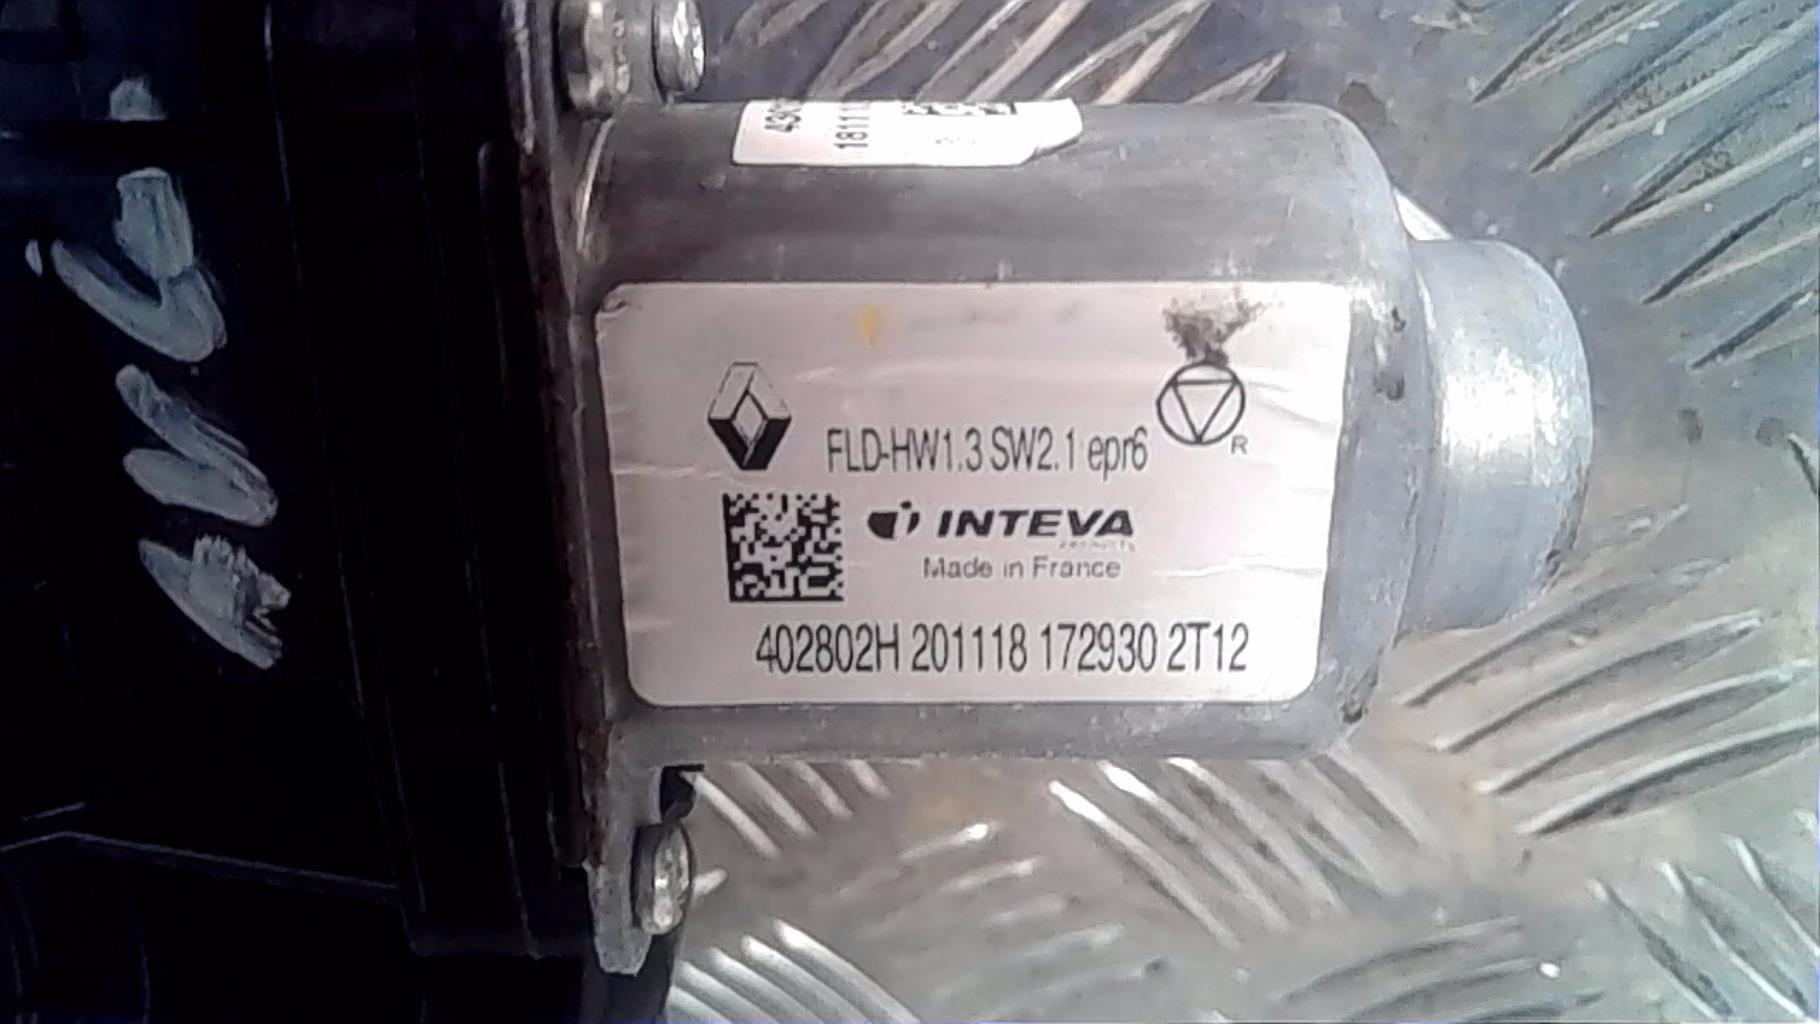 FLD-HW1.3 SW2.1 epr6
R
INTEVA
Made in France
402802H 201118 172930 2T12